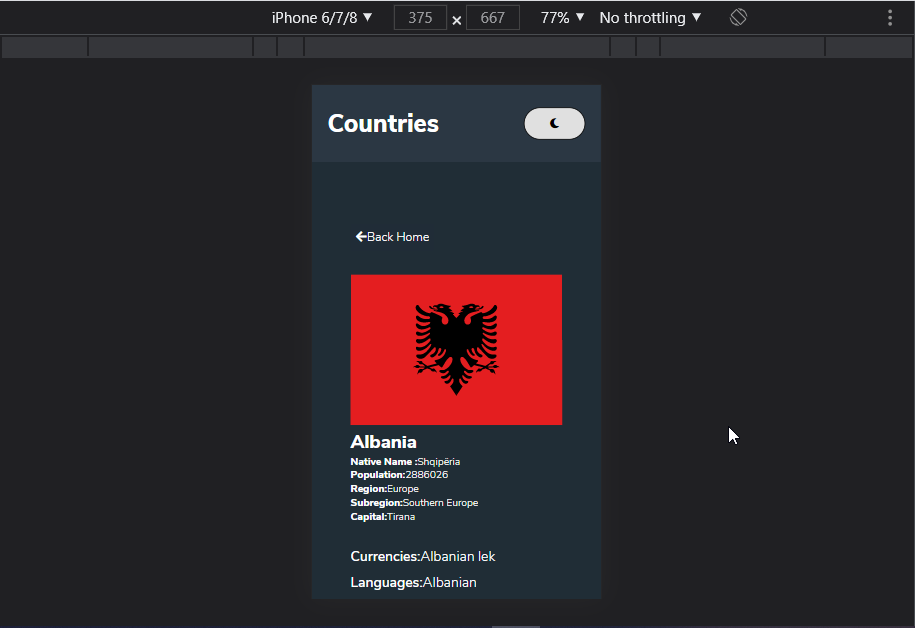 iPhone 6/7/8 ▼ 375 × 667 77% ▼ No throttling ▼
Countries
Back Home
Albania
Native Name :Shqipëria
Population:2886026
Region:Europe
Subregion:Southern Europe
Capital:Tirana
Currencies:Albanian lek
Languages:Albanian